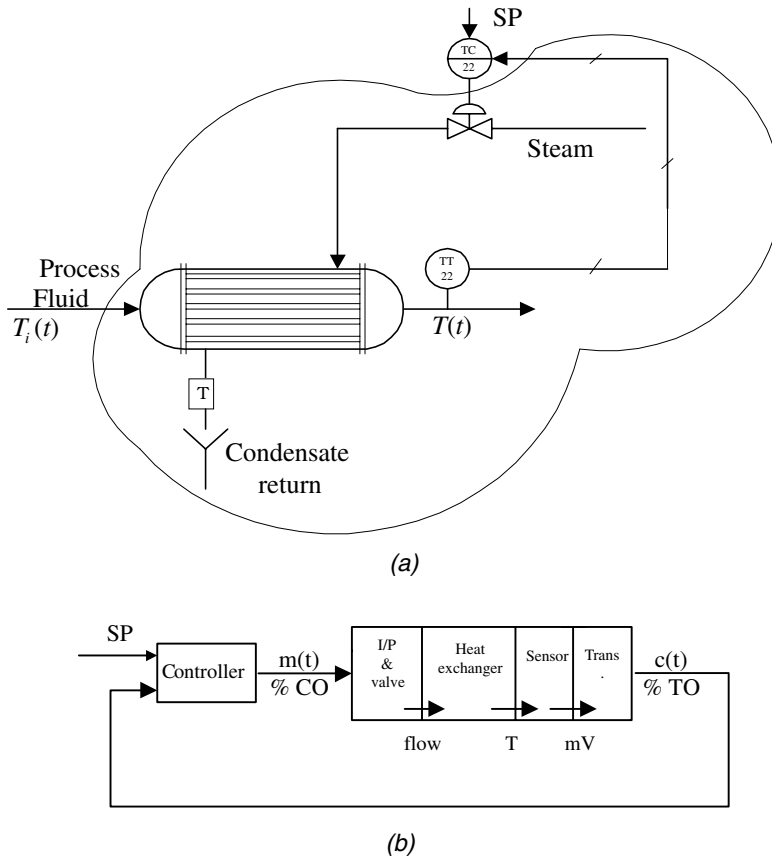 SP
TC
22
Steam
Process
Fluid
T_i(t)
TT
22
T(t)
T
Condensate
return
(a)
SP
Controller
m(t)
% CO
I/P
&
valve
Heat
exchanger
Sensor
Trans
.
c(t)
% TO
flow
T
mV
(b)